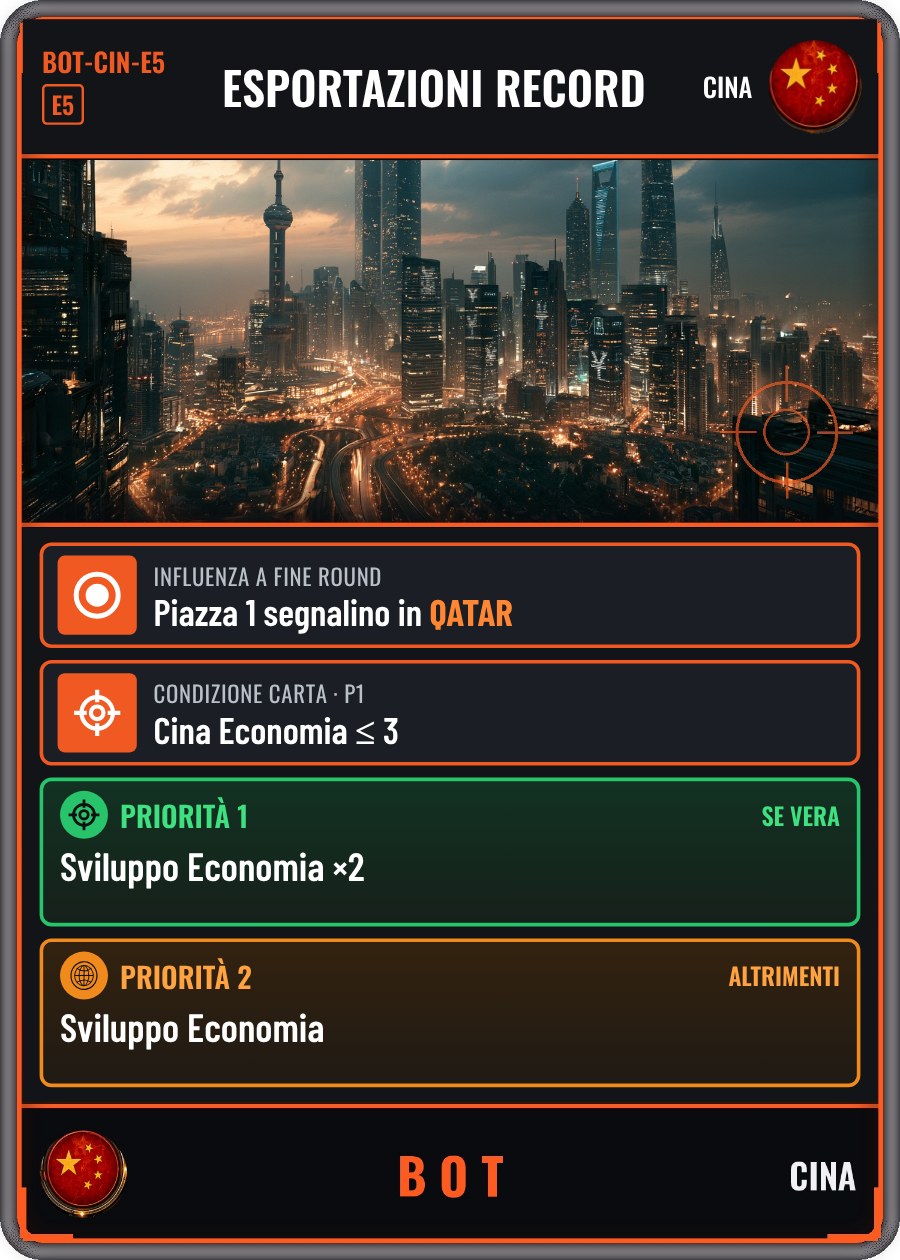 BOT-CIN-E5
E5
ESPORTAZIONI RECORD
CINA
INFLUENZA A FINE ROUND
Piazza 1 segnalino in QATAR
CONDIZIONE CARTA · P1
Cina Economia ≤ 3
PRIORITÀ 1
SE VERA
Sviluppo Economia ×2
PRIORITÀ 2
ALTRIMENTI
Sviluppo Economia
BOT
CINA